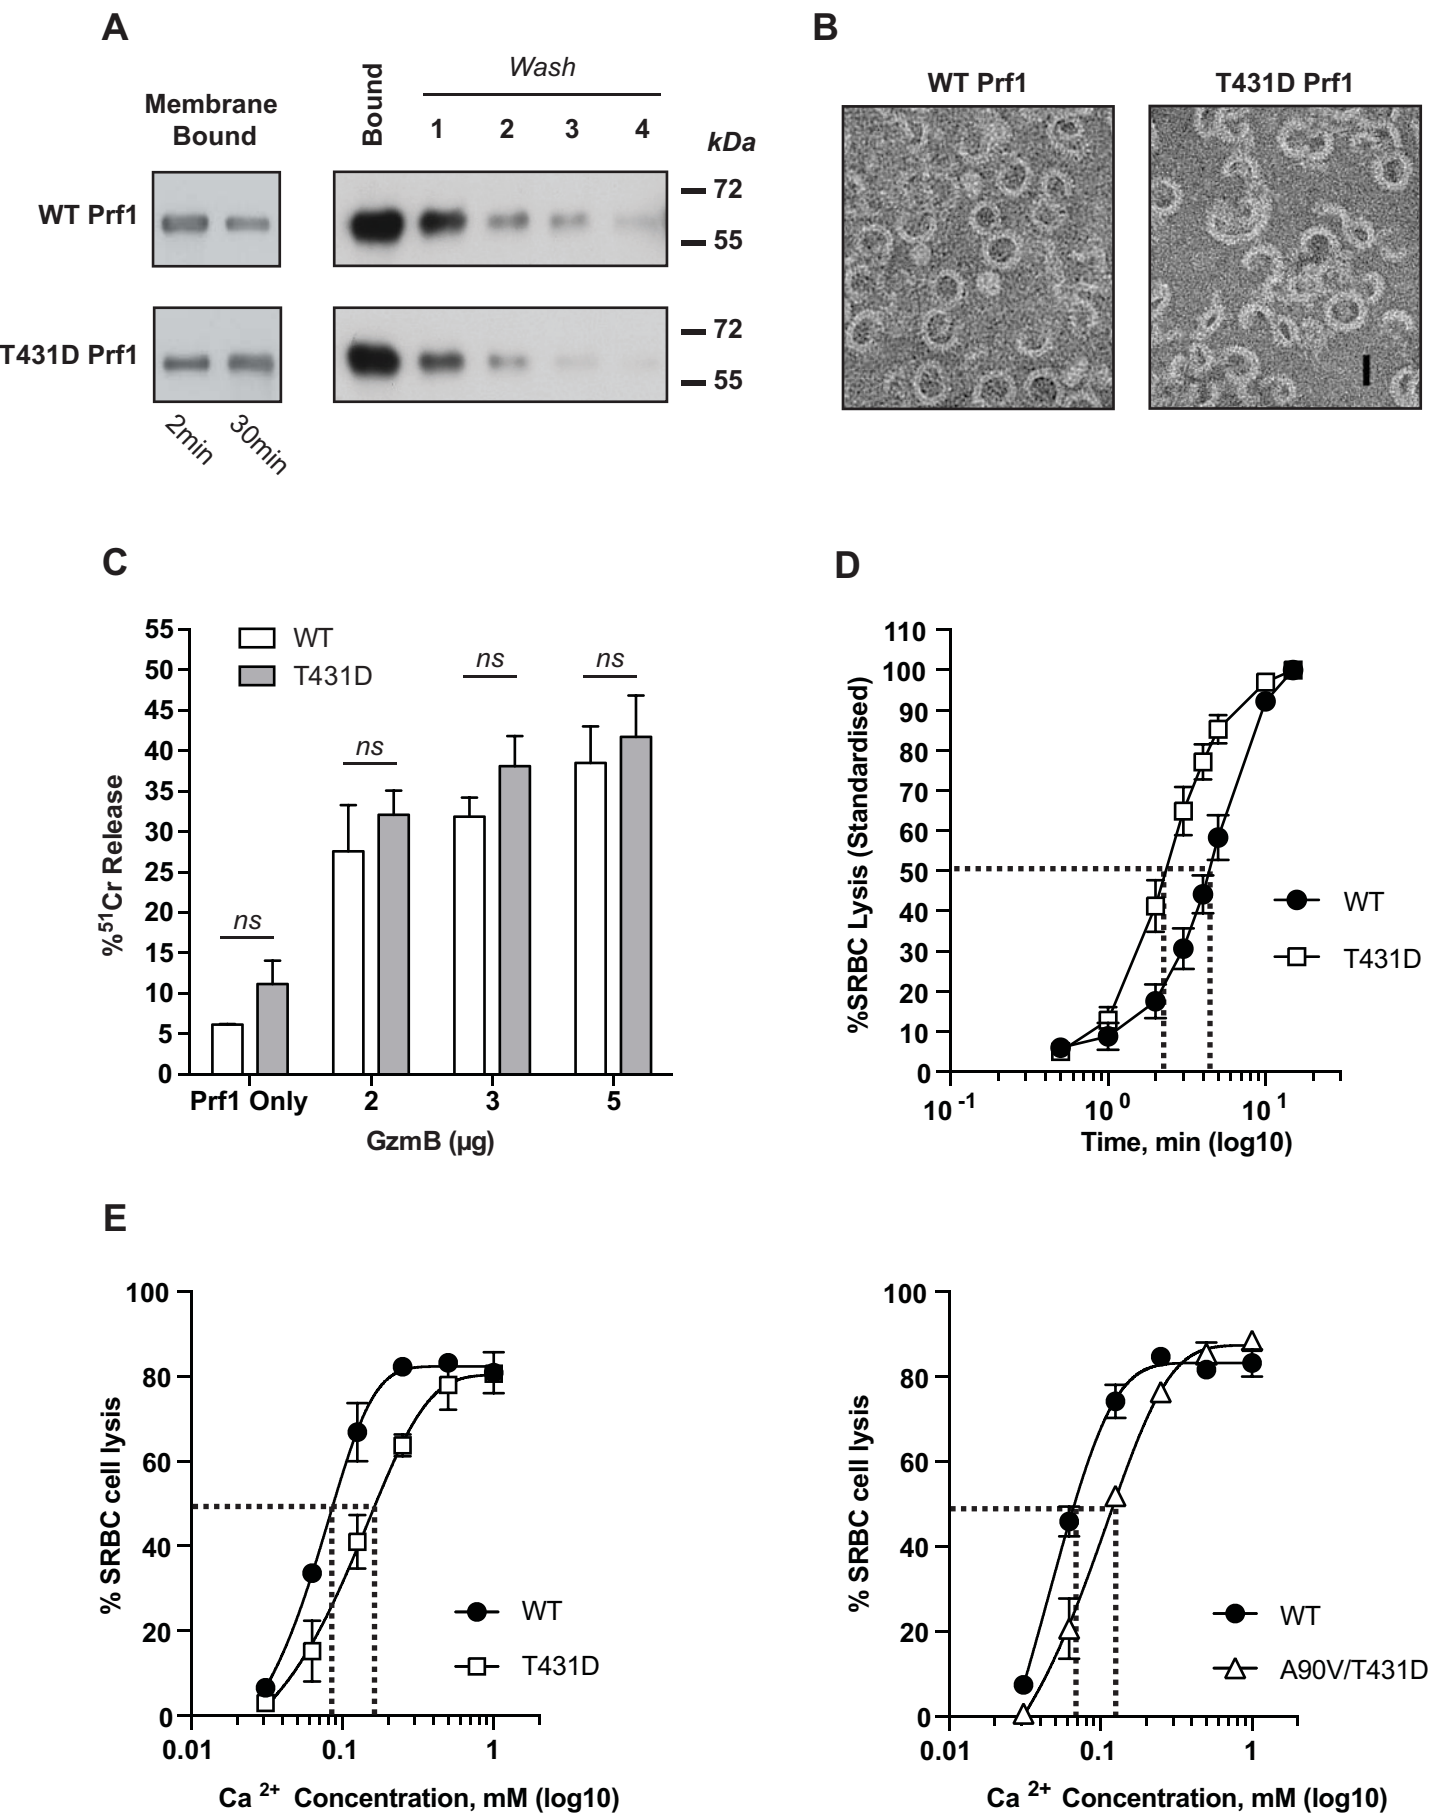 A
Membrane
Bound
Bound
Wash
1 2 3 4
kDa
WT Prf1
72
55
T431D Prf1
72
55
2min 30min
B
WT Prf1 T431D Prf1
C
%⁵¹Cr Release
55
50
45
40
35
30
25
20
15
10
5
0
WT
T431D
ns
ns
ns
ns
Prf1 Only 2 3 5
GzmB (µg)
D
%SRBC Lysis (Standardised)
110
100
90
80
70
60
50
40
30
20
10
0
WT
T431D
10⁻¹ 10⁰ 10¹
Time, min (log10)
E
% SRBC cell lysis
100
80
60
40
20
0
WT
T431D
0.01 0.1 1
Ca ²⁺ Concentration, mM (log10)
% SRBC cell lysis
100
80
60
40
20
0
WT
A90V/T431D
0.01 0.1 1
Ca ²⁺ Concentration, mM (log10)